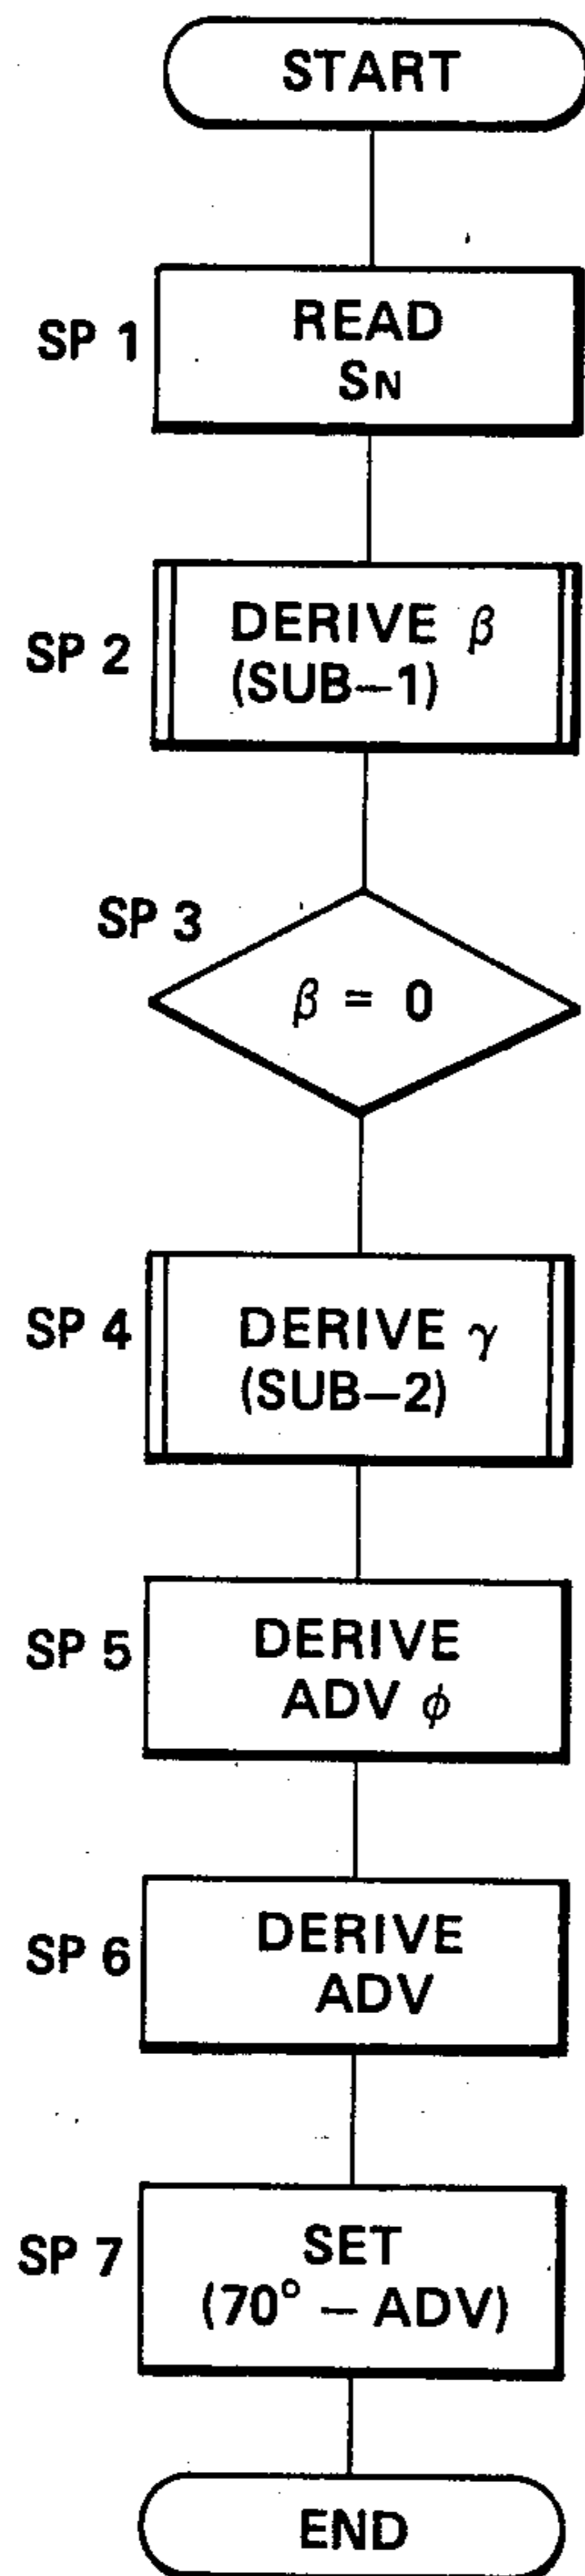 START
SP 1
READ
SN
SP 2
DERIVE β
(SUB–1)
SP 3
β = 0
SP 4
DERIVE γ
(SUB–2)
SP 5
DERIVE
ADV ϕ
SP 6
DERIVE
ADV
SP 7
SET
(70° – ADV)
END